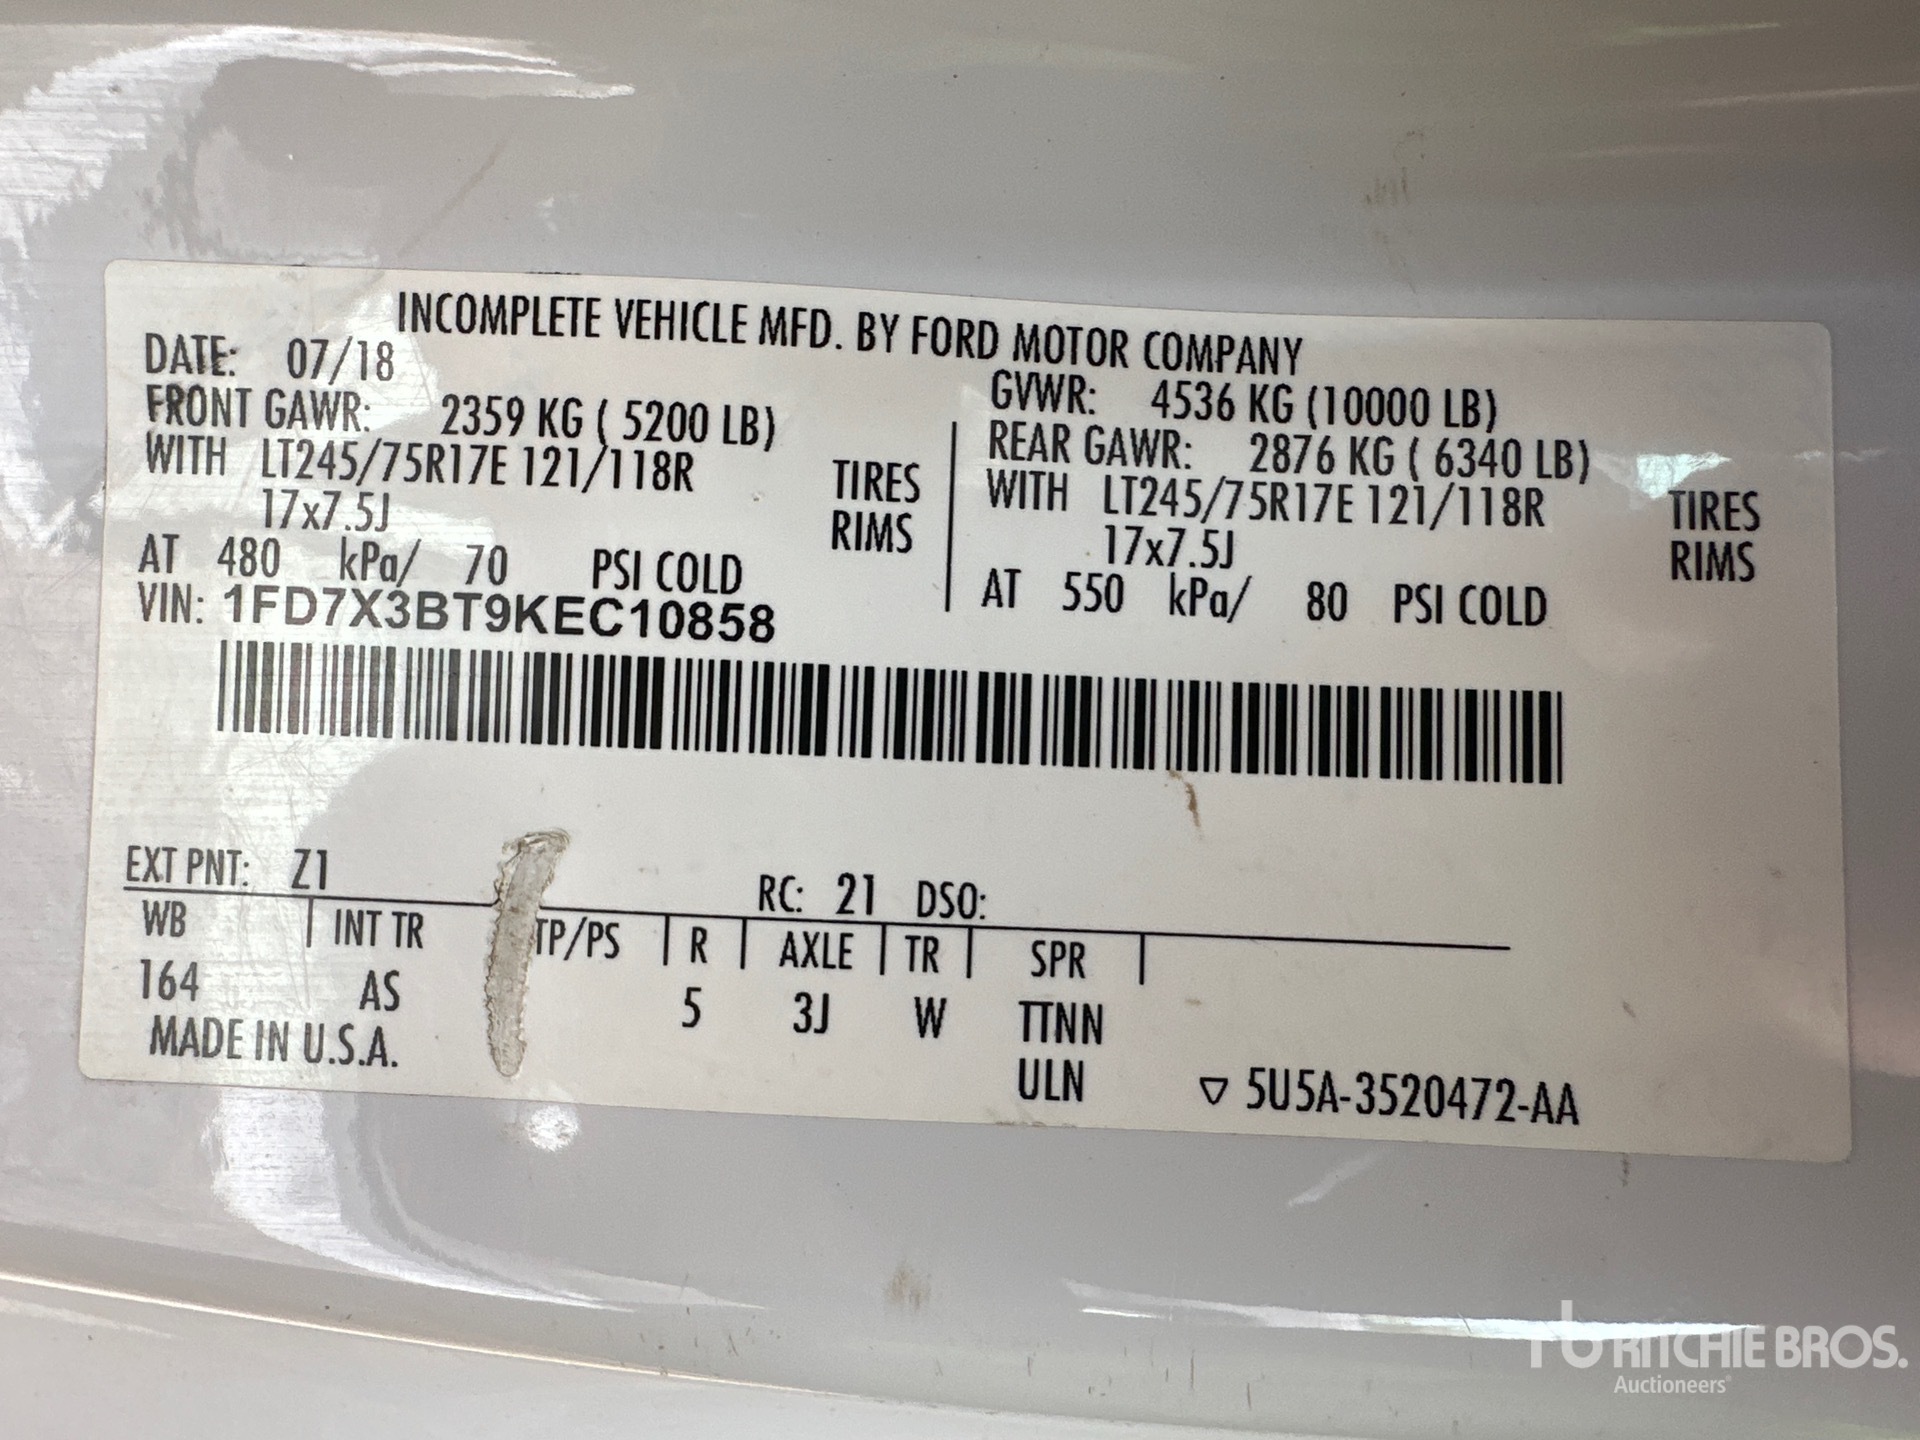 INCOMPLETE VEHICLE MFD. BY FORD MOTOR COMPANY
DATE: 07/18
GVWR: 4536 KG (10000 LB)
FRONT GAWR: 2359 KG ( 5200 LB)
REAR GAWR: 2876 KG ( 6340 LB)
WITH LT245/75R17E 121/118R TIRES
WITH LT245/75R17E 121/118R TIRES
17x7.5J RIMS
17x7.5J RIMS
AT 480 kPa/ 70 PSI COLD
AT 550 kPa/ 80 PSI COLD
VIN: 1FD7X3BT9KEC10858
EXT PNT: Z1 RC: 21 DSO:
WB INT TR TP/PS R AXLE TR SPR
164 AS 5 3J W TTNN
MADE IN U.S.A. ULN ▽ 5U5A-3520472-AA
rb RITCHIE BROS.
Auctioneers